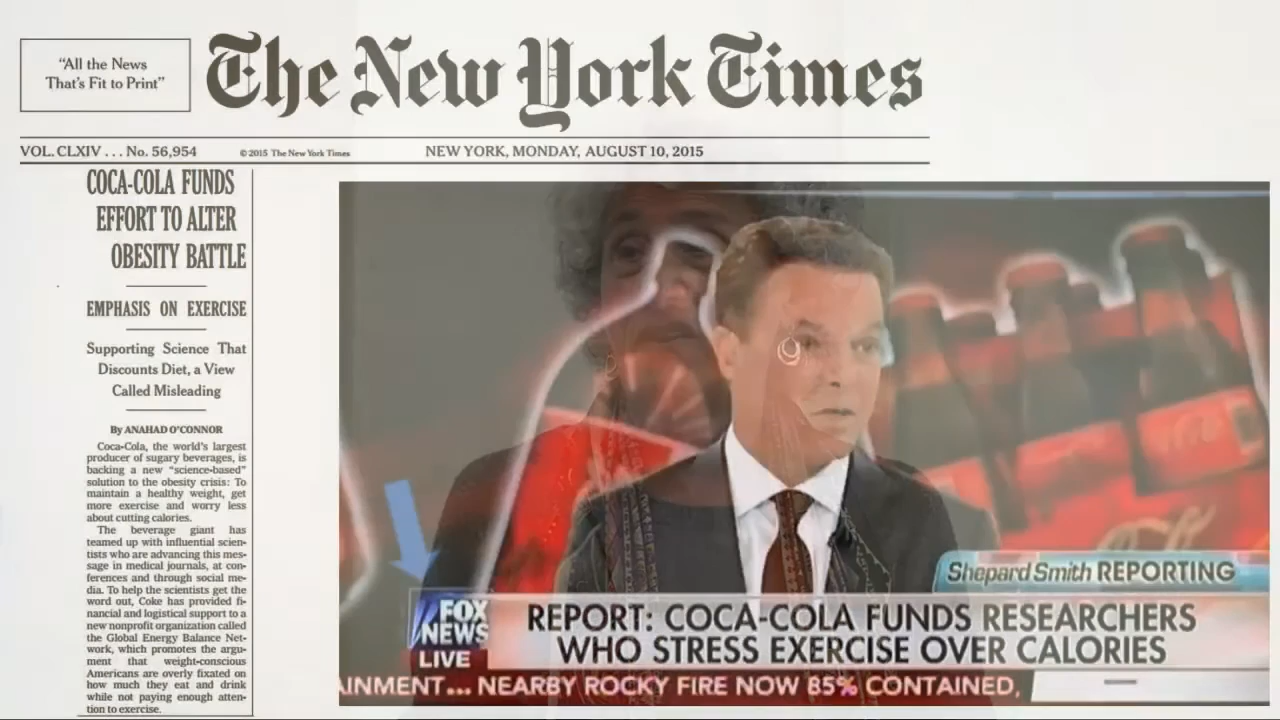 “All the News
That’s Fit to Print”
The New York Times
VOL. CLXIV . . . No. 56,954
© 2015 The New York Times
NEW YORK, MONDAY, AUGUST 10, 2015
COCA-COLA FUNDS
EFFORT TO ALTER
OBESITY BATTLE
EMPHASIS ON EXERCISE
Supporting Science That
Discounts Diet, a View
Called Misleading
By ANAHAD O’CONNOR
Coca-Cola, the world’s largest
producer of sugary beverages, is
backing a new “science-based”
solution to the obesity crisis: To
maintain a healthy weight, get
more exercise and worry less
about cutting calories.
The beverage giant has
teamed up with influential scien-
tists who are advancing this mes-
sage in medical journals, at con-
ferences and through social me-
dia. To help the scientists get the
word out, Coke has provided fi-
nancial and logistical support to a
new nonprofit organization called
the Global Energy Balance Net-
work, which promotes the argu-
ment that weight-conscious
Americans are overly fixated on
how much they eat and drink
while not paying enough atten-
tion to exercise.
Shepard Smith REPORTING
FOX
NEWS
LIVE
REPORT: COCA-COLA FUNDS RESEARCHERS
WHO STRESS EXERCISE OVER CALORIES
AINMENT... NEARBY ROCKY FIRE NOW 85% CONTAINED,